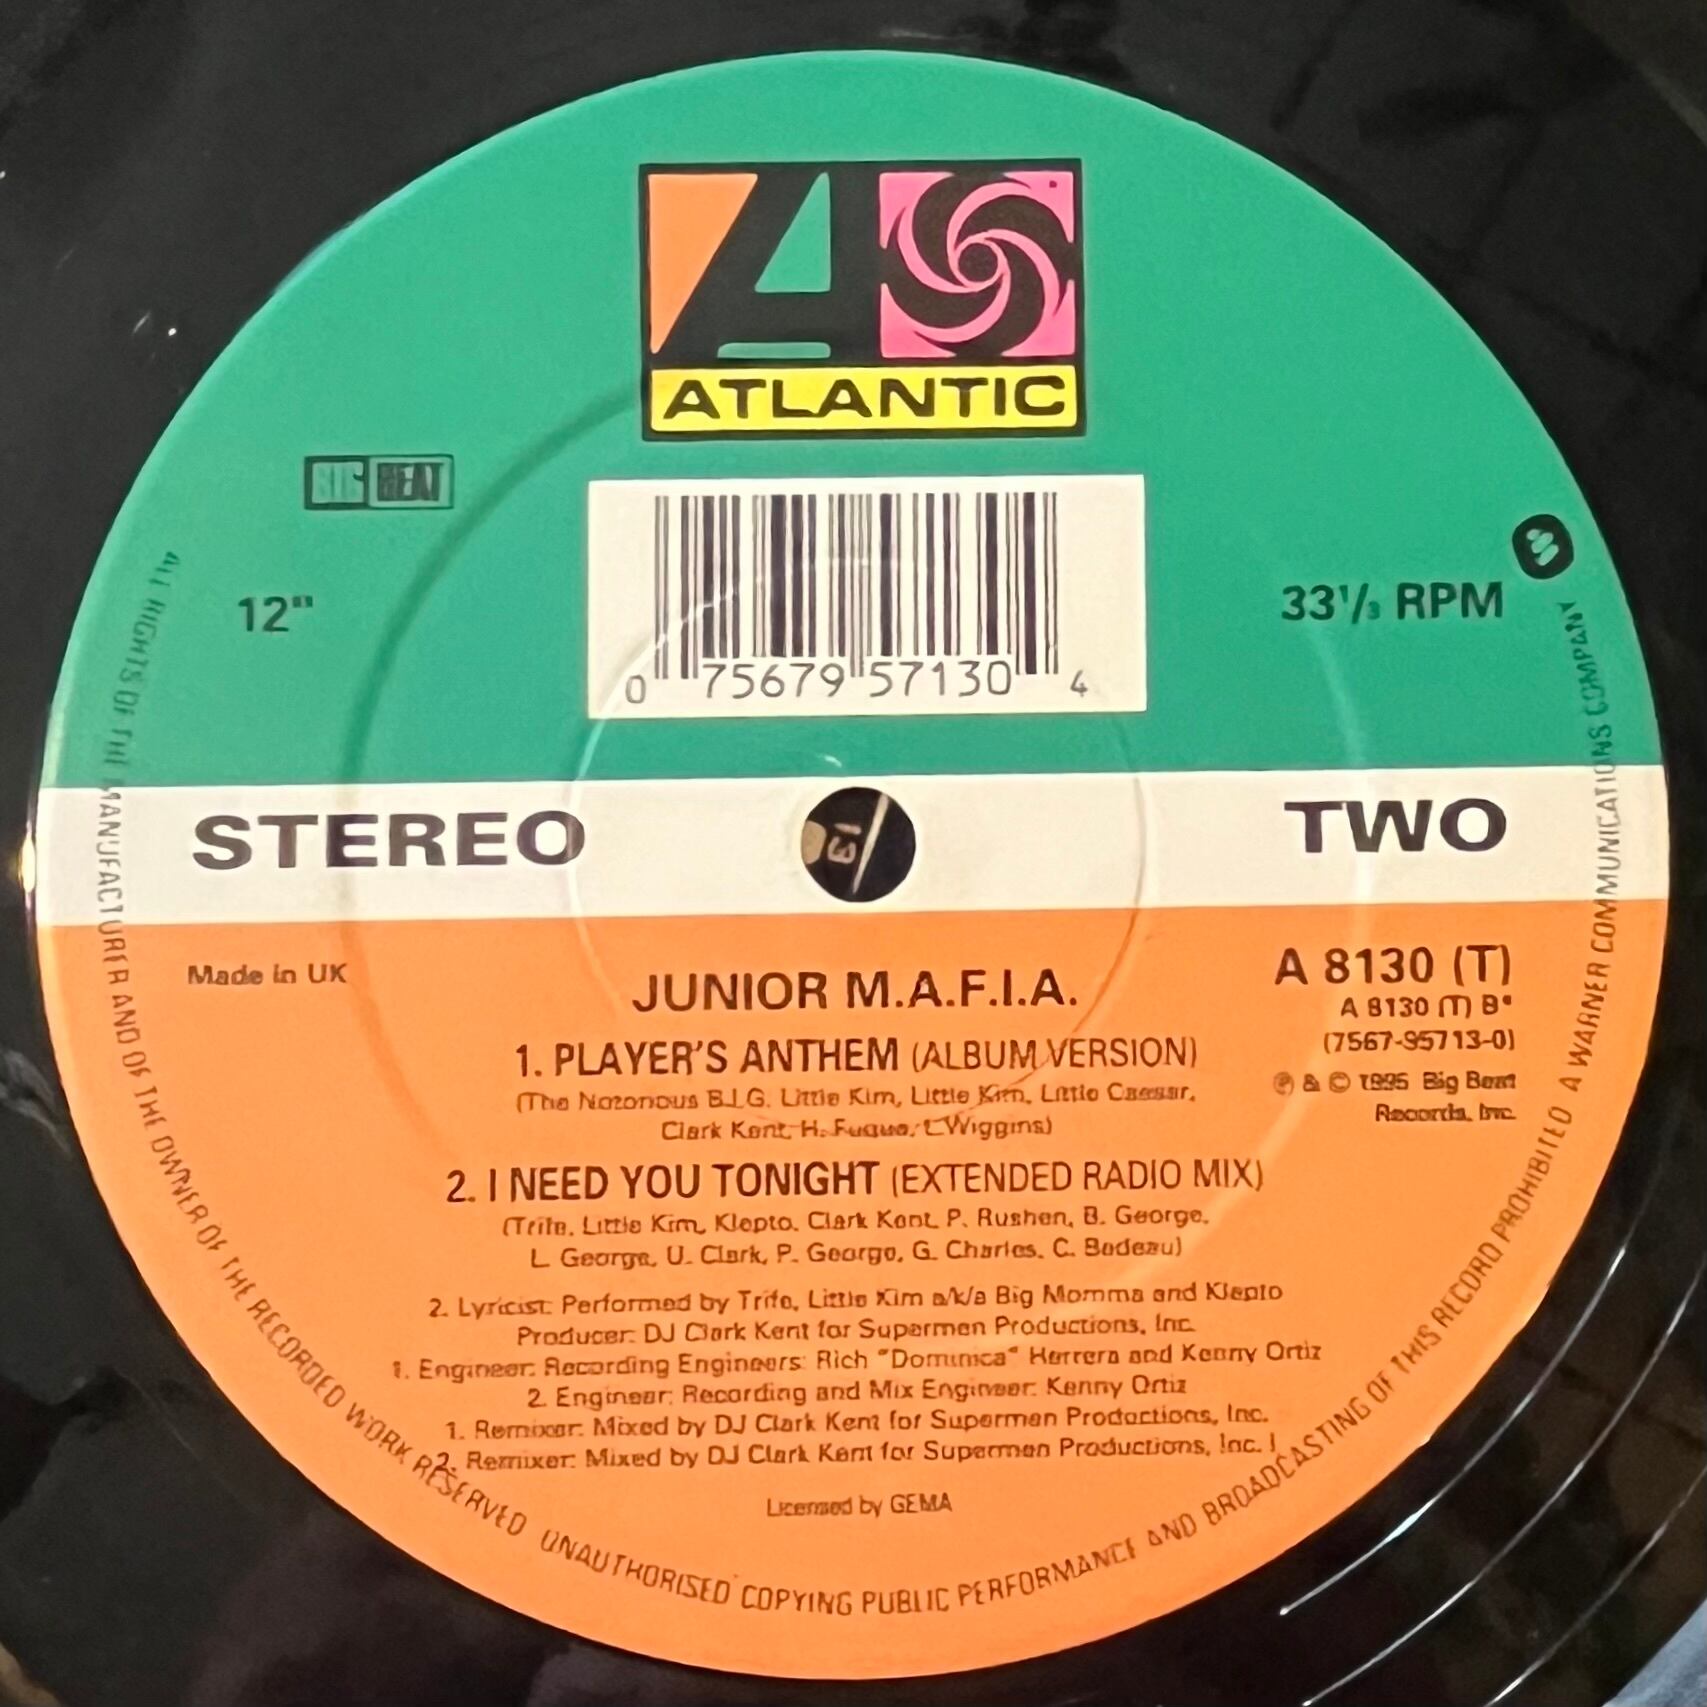 ATLANTIC
BIG BEAT
0 75679 57130 4
12"
33⅓ RPM
STEREO
TWO
Made in UK
A 8130 (T)
A 8130 (T) B*
(7567-95713-0)
℗ & © 1995 Big Beat
Records, Inc.
JUNIOR M.A.F.I.A.
1. PLAYER'S ANTHEM (ALBUM VERSION)
(The Notorious B.I.G. Little Kim, Little Kim, Little Caesar,
Clark Kent, H. Fuqua, L Wiggins)
2. I NEED YOU TONIGHT (EXTENDED RADIO MIX)
(Trife, Little Kim, Klepto, Clark Kent, P. Rushen, B. George,
L. George, U. Clark, P. George, G. Charles, C. Bedeau)
2. Lyricist: Performed by Trife, Little Kim a/k/a Big Momma and Klepto
Producer: DJ Clark Kent for Supermen Productions, Inc.
1. Engineer: Recording Engineers: Rich "Dominica" Herrera and Kenny Ortiz
2. Engineer: Recording and Mix Engineer: Kenny Ortiz
1. Remixer: Mixed by DJ Clark Kent for Supermen Productions, Inc.
2. Remixer: Mixed by DJ Clark Kent for Supermen Productions, Inc. I
Licensed by GEMA
ALL RIGHTS OF THE MANUFACTURER AND OF THE OWNER OF THE RECORDED WORK RESERVED UNAUTHORISED COPYING PUBLIC PERFORMANCE AND BROADCASTING OF THIS RECORD PROHIBITED A WARNER COMMUNICATIONS COMPANY